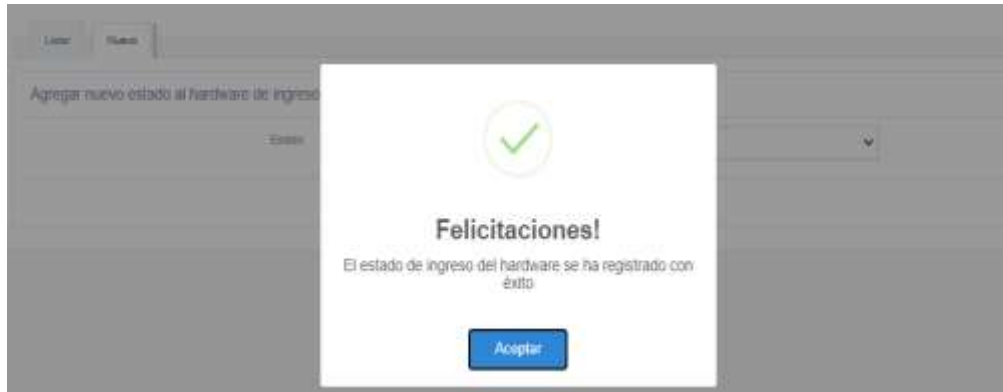 Listar Nuevo
Agregar nuevo estado al hardware de ingreso
Estado
Felicitaciones!
El estado de ingreso del hardware se ha registrado con
éxito
Aceptar